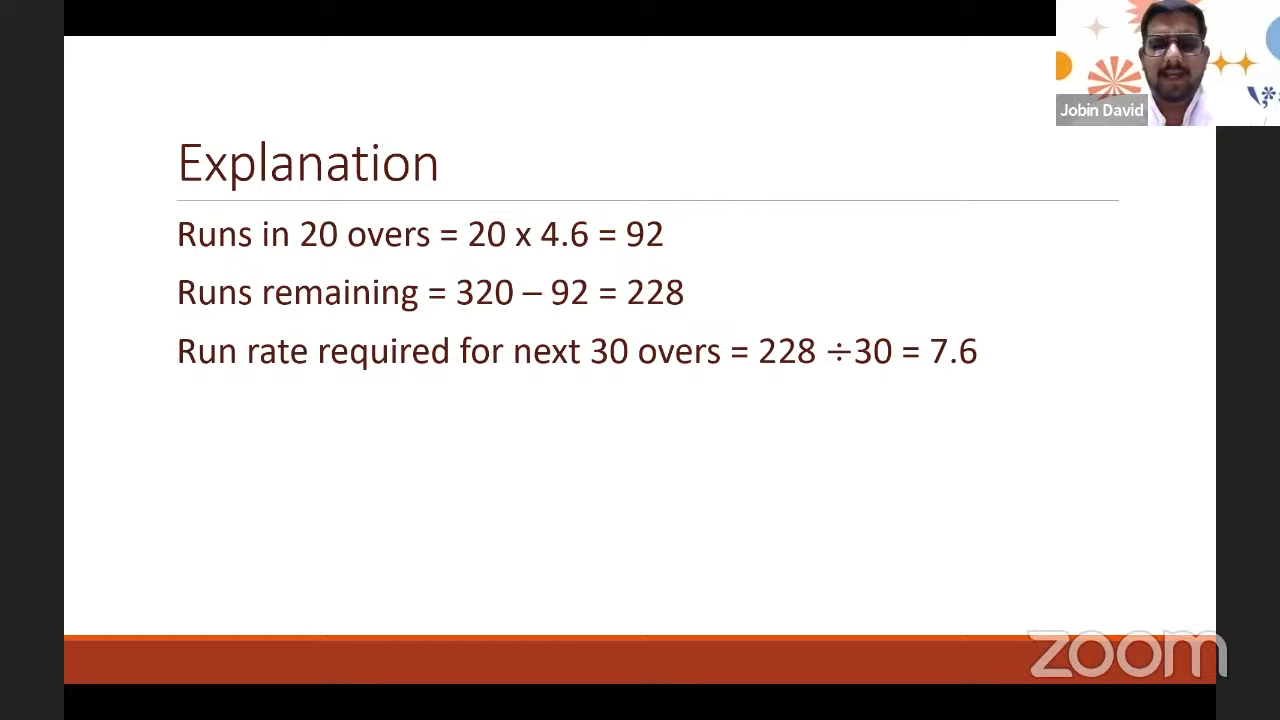 Jobin David
Explanation
Runs in 20 overs = 20 x 4.6 = 92
Runs remaining = 320 – 92 = 228
Run rate required for next 30 overs = 228 ÷30 = 7.6
zoom